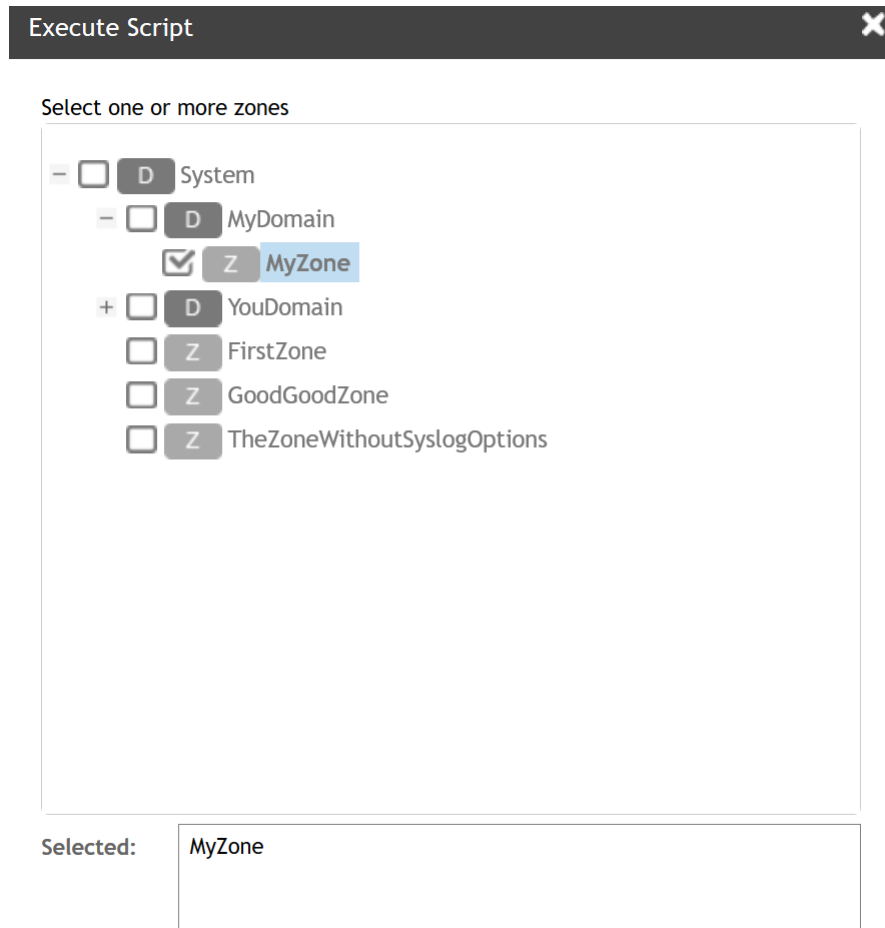 Execute Script
Select one or more zones
D System
D MyDomain
Z MyZone
D YouDomain
Z FirstZone
Z GoodGoodZone
Z TheZoneWithoutSyslogOptions
Selected: MyZone